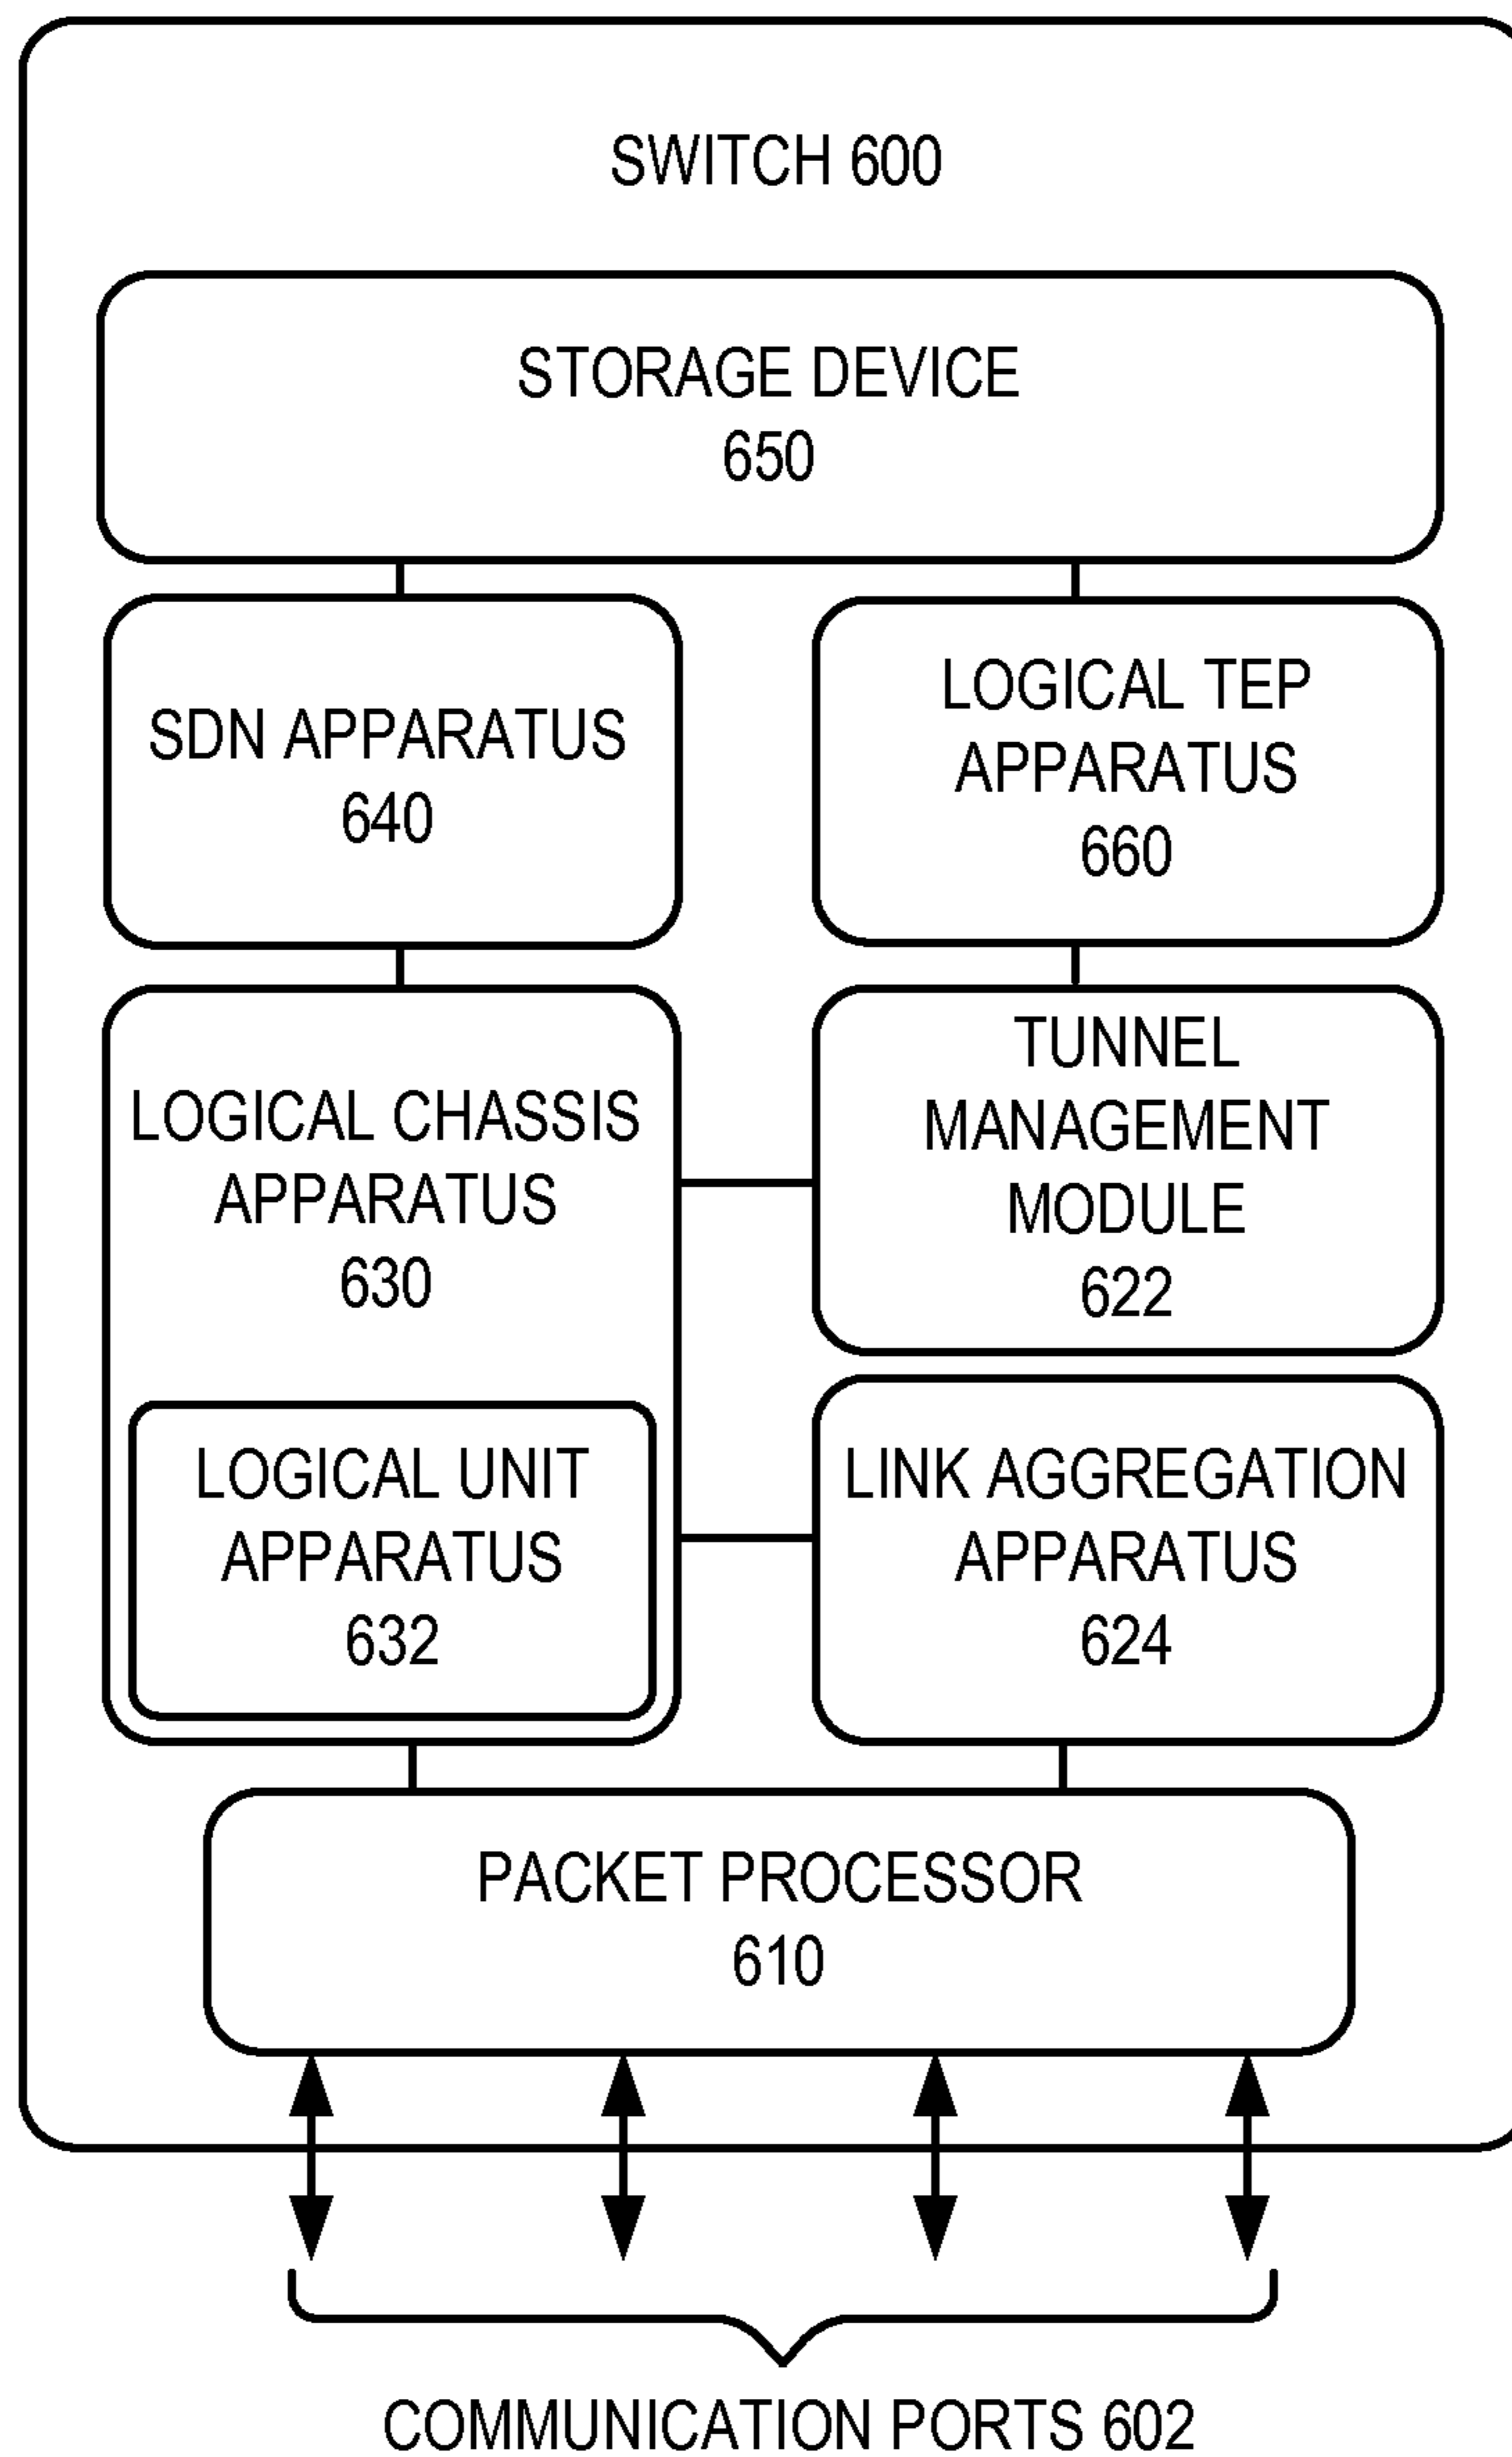 SWITCH 600
STORAGE DEVICE
650
SDN APPARATUS
640
LOGICAL TEP
APPARATUS
660
LOGICAL CHASSIS
APPARATUS
630
TUNNEL
MANAGEMENT
MODULE
622
LOGICAL UNIT
APPARATUS
632
LINK AGGREGATION
APPARATUS
624
PACKET PROCESSOR
610
COMMUNICATION PORTS 602